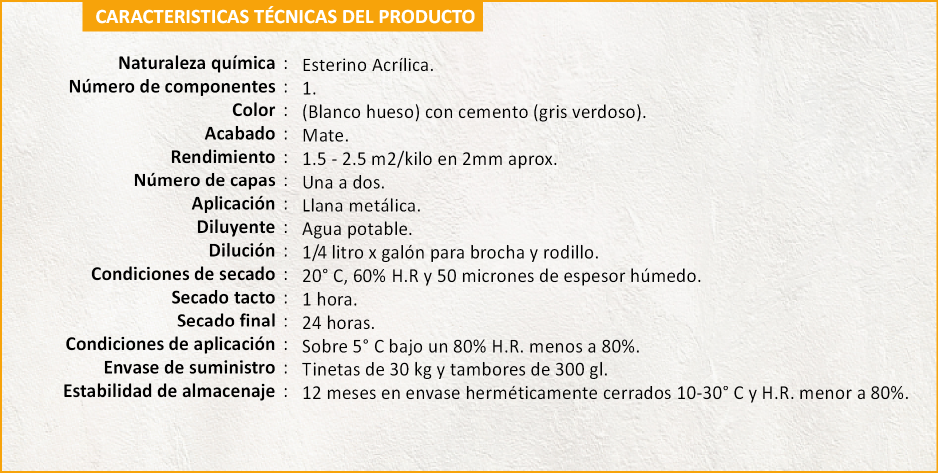 CARACTERISTICAS TÉCNICAS DEL PRODUCTO
Naturaleza química : Esterino Acrílica.
Número de componentes : 1.
Color : (Blanco hueso) con cemento (gris verdoso).
Acabado : Mate.
Rendimiento : 1.5 - 2.5 m2/kilo en 2mm aprox.
Número de capas : Una a dos.
Aplicación : Llana metálica.
Diluyente : Agua potable.
Dilución : 1/4 litro x galón para brocha y rodillo.
Condiciones de secado : 20° C, 60% H.R y 50 micrones de espesor húmedo.
Secado tacto : 1 hora.
Secado final : 24 horas.
Condiciones de aplicación : Sobre 5° C bajo un 80% H.R. menos a 80%.
Envase de suministro : Tinetas de 30 kg y tambores de 300 gl.
Estabilidad de almacenaje : 12 meses en envase herméticamente cerrados 10-30° C y H.R. menor a 80%.